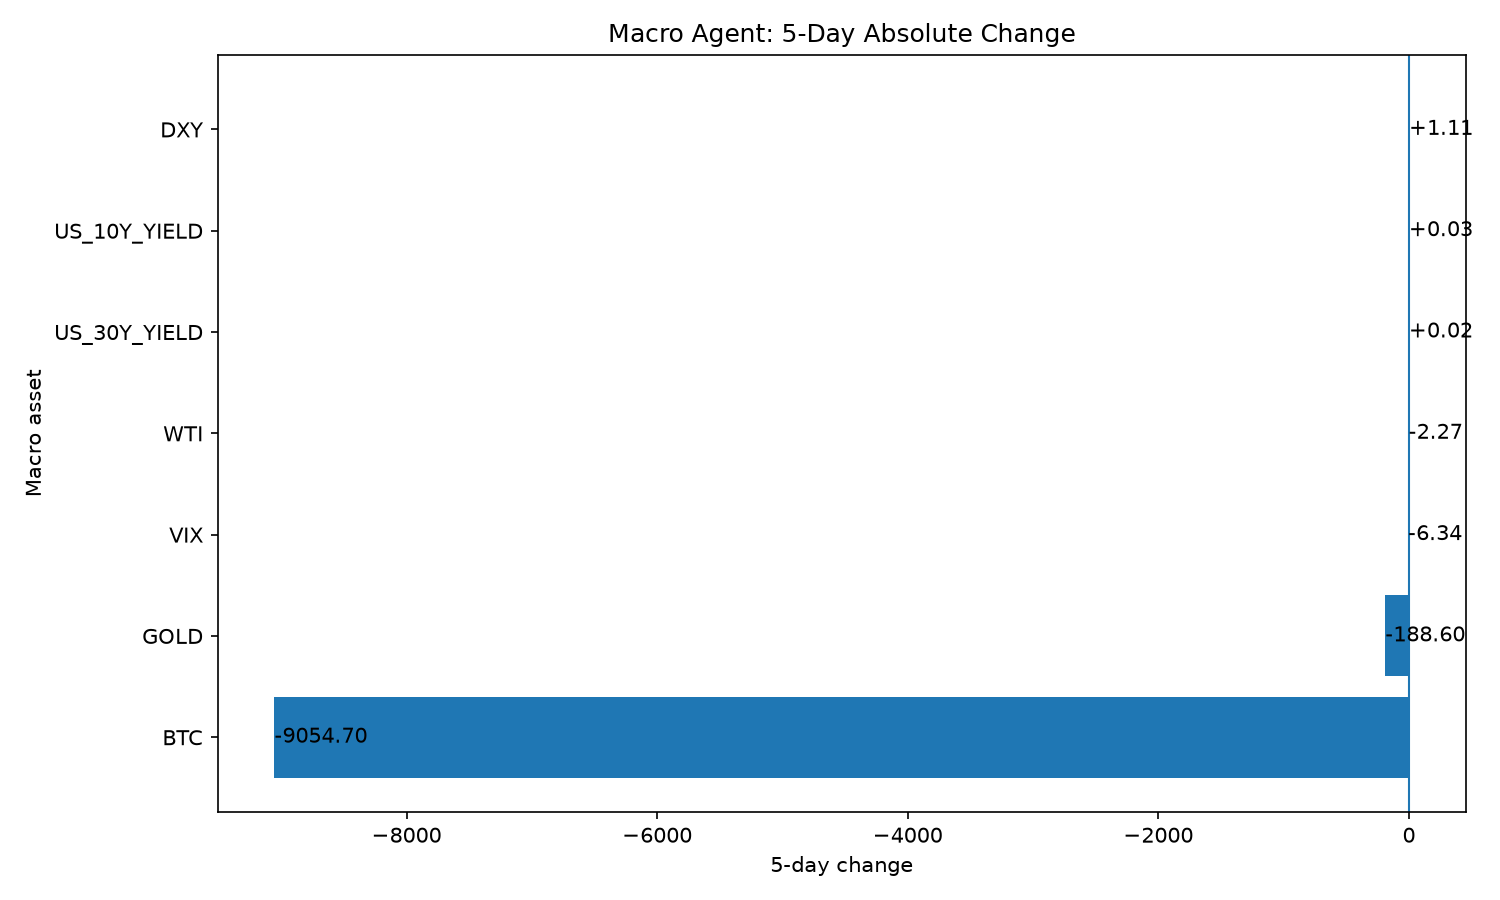 Macro Agent: 5-Day Absolute Change
DXY
+1.11
US_10Y_YIELD
+0.03
US_30Y_YIELD
+0.02
WTI
-2.27
VIX
-6.34
GOLD
-188.60
BTC
-9054.70
Macro asset
−8000
−6000
−4000
−2000
0
5-day change